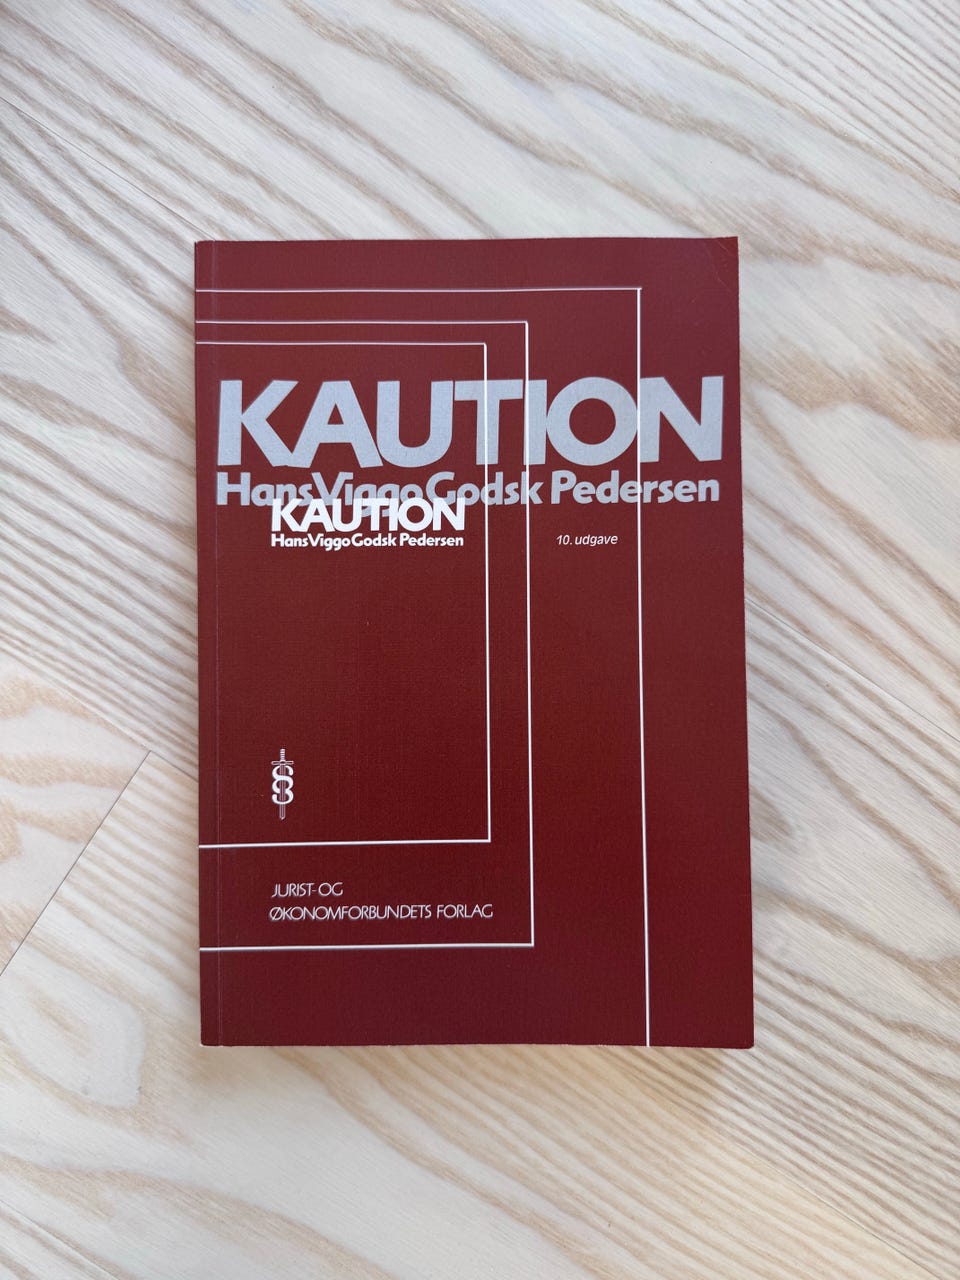 KAUTION
Hans Viggo Godsk Pedersen
KAUTION
Hans Viggo Godsk Pedersen
10. udgave
JURIST- OG
ØKONOMFORBUNDETS FORLAG